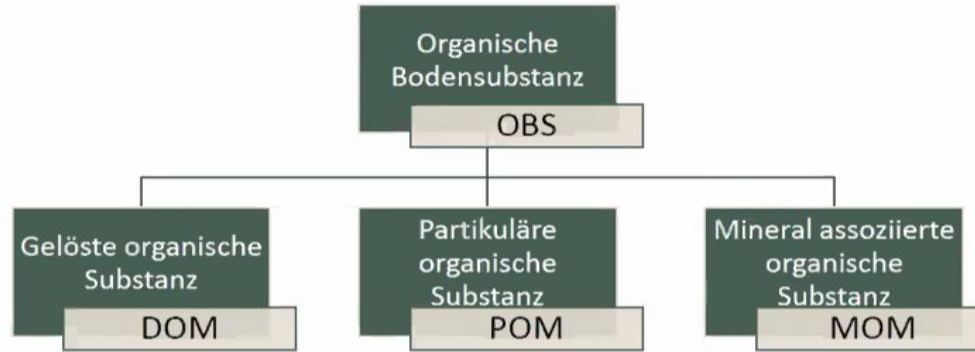 Organische
Bodensubstanz
OBS
Gelöste organische
Substanz
DOM
Partikuläre
organische
Substanz
POM
Mineral assoziierte
organische
Substanz
MOM